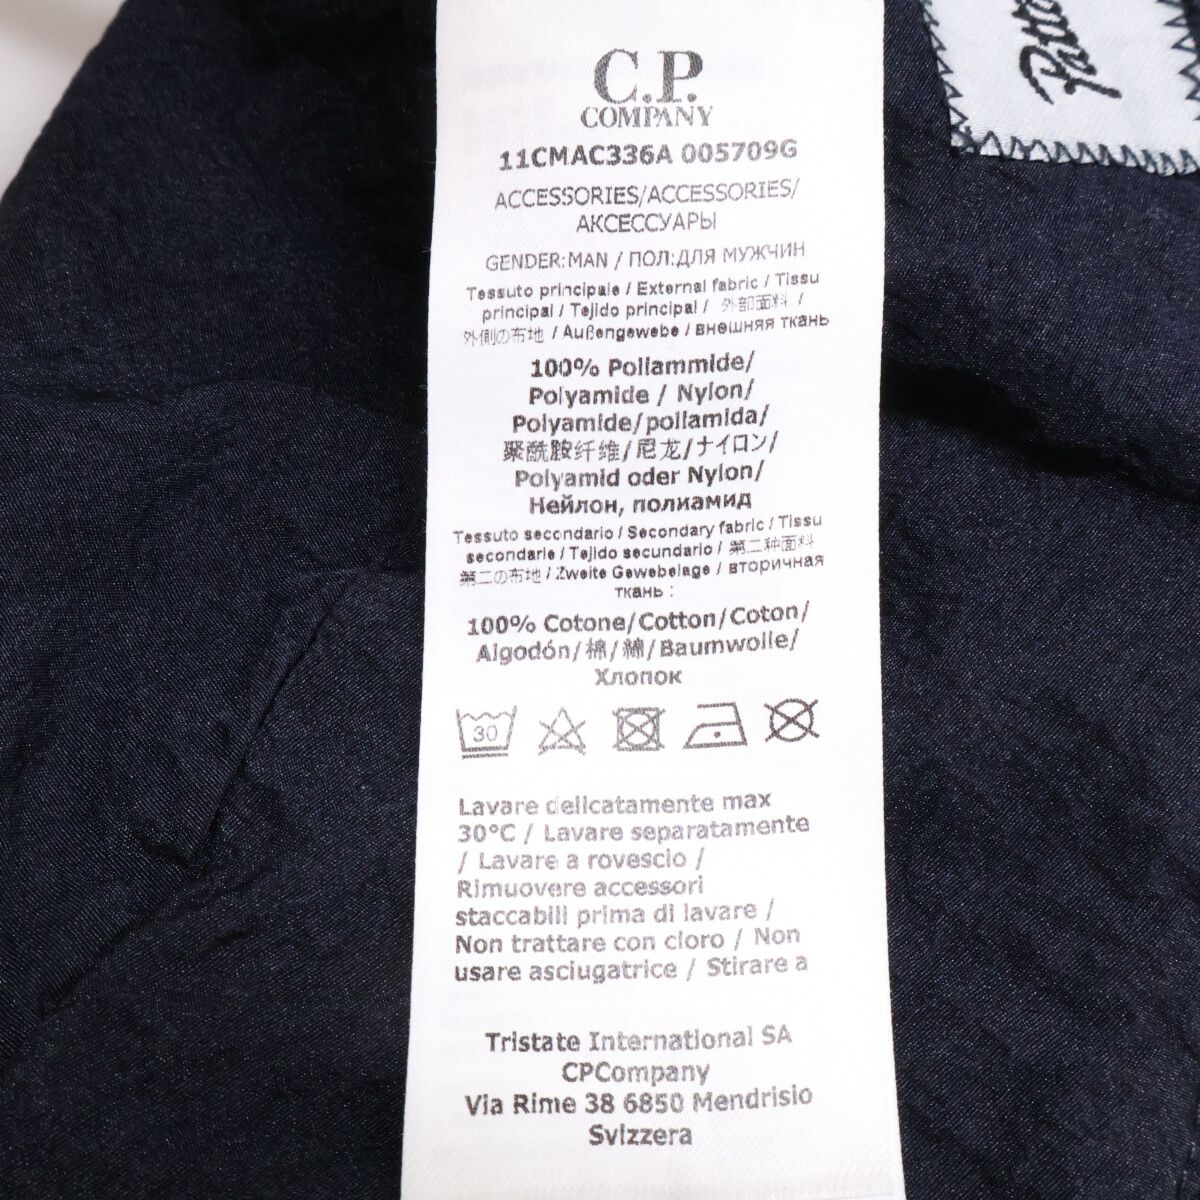 C.P.
COMPANY
11CMAC336A 005709G
ACCESSORIES/ACCESSORIES/
АКСЕССУАРЫ
GENDER:MAN / ПОЛ:ДЛЯ МУЖЧИН
Tessuto principale / External fabric / Tissu
principal / Tejido principal / 外部面料 /
外側の布地 / Außengewebe / внешняя ткань
100% Poliammide/
Polyamide / Nylon/
Polyamide/poliamida/
聚酰胺纤维/尼龙/ナイロン/
Polyamid oder Nylon/
Нейлон, полиамид
Tessuto secondario / Secondary fabric / Tissu
secondarie / Tejido secundario / 第二种面料
第二の布地 / Zweite Gewebelage / вторичная
ткань :
100% Cotone/Cotton/Coton/
Algodón/棉/綿/Baumwolle/
Хлопок
30
Lavare delicatamente max
30°C / Lavare separatamente
/ Lavare a rovescio /
Rimuovere accessori
staccabili prima di lavare /
Non trattare con cloro / Non
usare asciugatrice / Stirare a
Tristate International SA
CPCompany
Via Rime 38 6850 Mendrisio
Svizzera